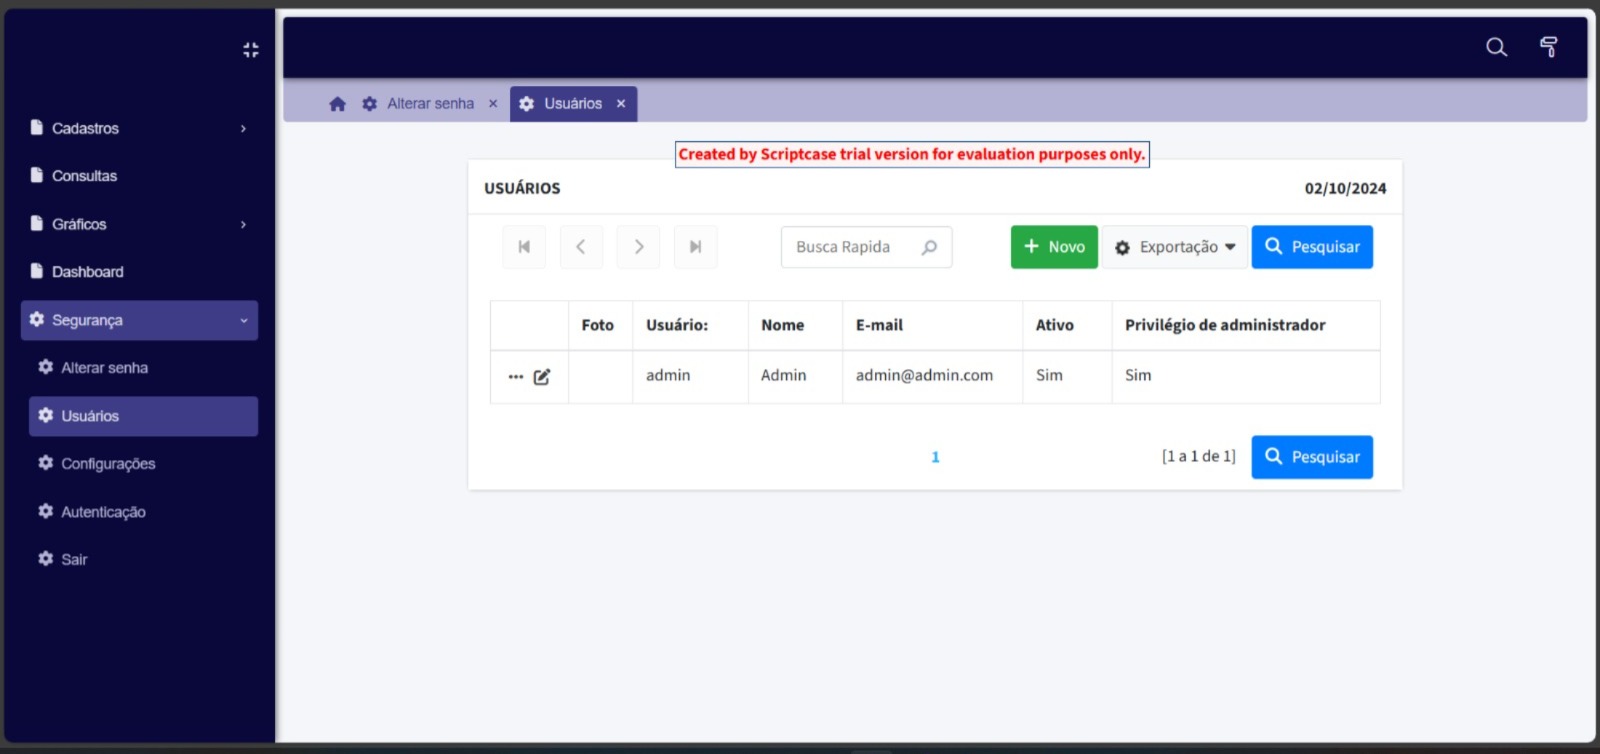 Cadastros
Consultas
Gráficos
Dashboard
Segurança
Alterar senha
Usuários
Configurações
Autenticação
Sair
Alterar senha × Usuários ×
Created by Scriptcase trial version for evaluation purposes only.
USUÁRIOS 02/10/2024
Busca Rapida + Novo Exportação Pesquisar
Foto Usuário: Nome E-mail Ativo Privilégio de administrador
admin Admin admin@admin.com Sim Sim
1 [1 a 1 de 1] Pesquisar